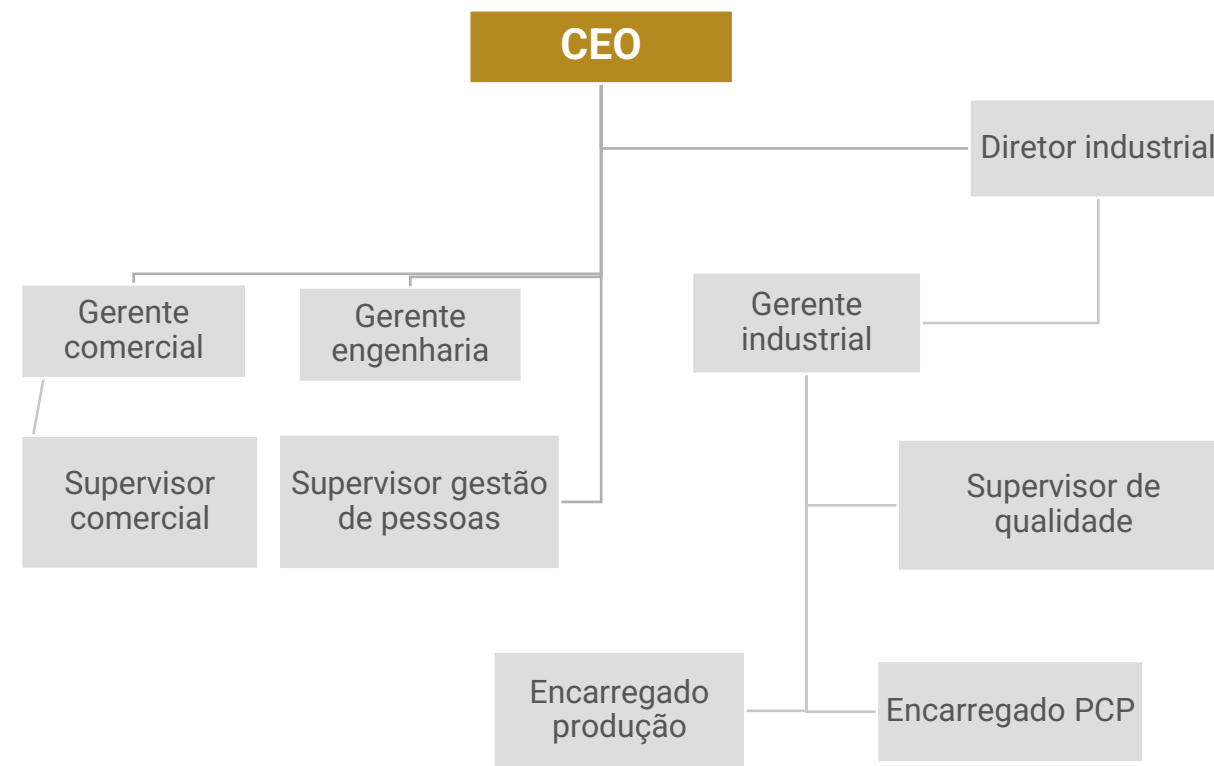 CEO
Diretor industrial
Gerente
comercial
Gerente
engenharia
Gerente
industrial
Supervisor
comercial
Supervisor gestão
de pessoas
Supervisor de
qualidade
Encarregado
produção
Encarregado PCP